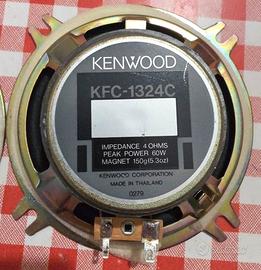 KENWOOD
KFC-1324C
IMPEDANCE 4 OHMS
PEAK POWER 60W
MAGNET 150g(5.3oz)
KENWOOD CORPORATION
MADE IN THAILAND
0279
subito